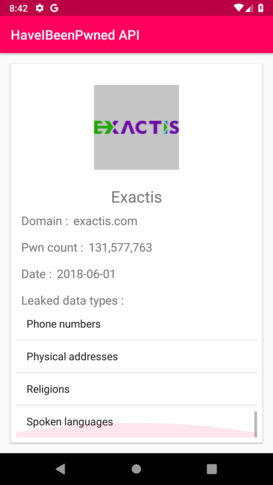 8:42
HaveIBeenPwned API
EXACTIS
Exactis
Domain : exactis.com
Pwn count : 131,577,763
Date : 2018-06-01
Leaked data types :
Phone numbers
Physical addresses
Religions
Spoken languages